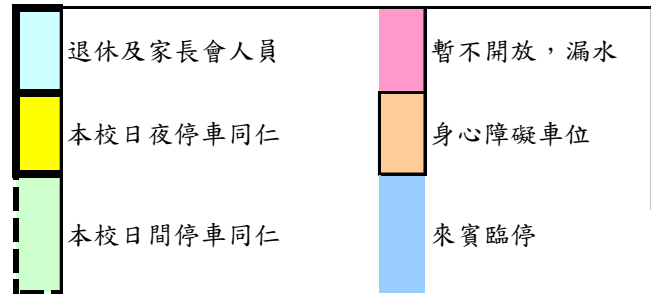 退休及家長會人員
暫不開放，漏水
本校日夜停車同仁
身心障礙車位
本校日間停車同仁
來賓臨停